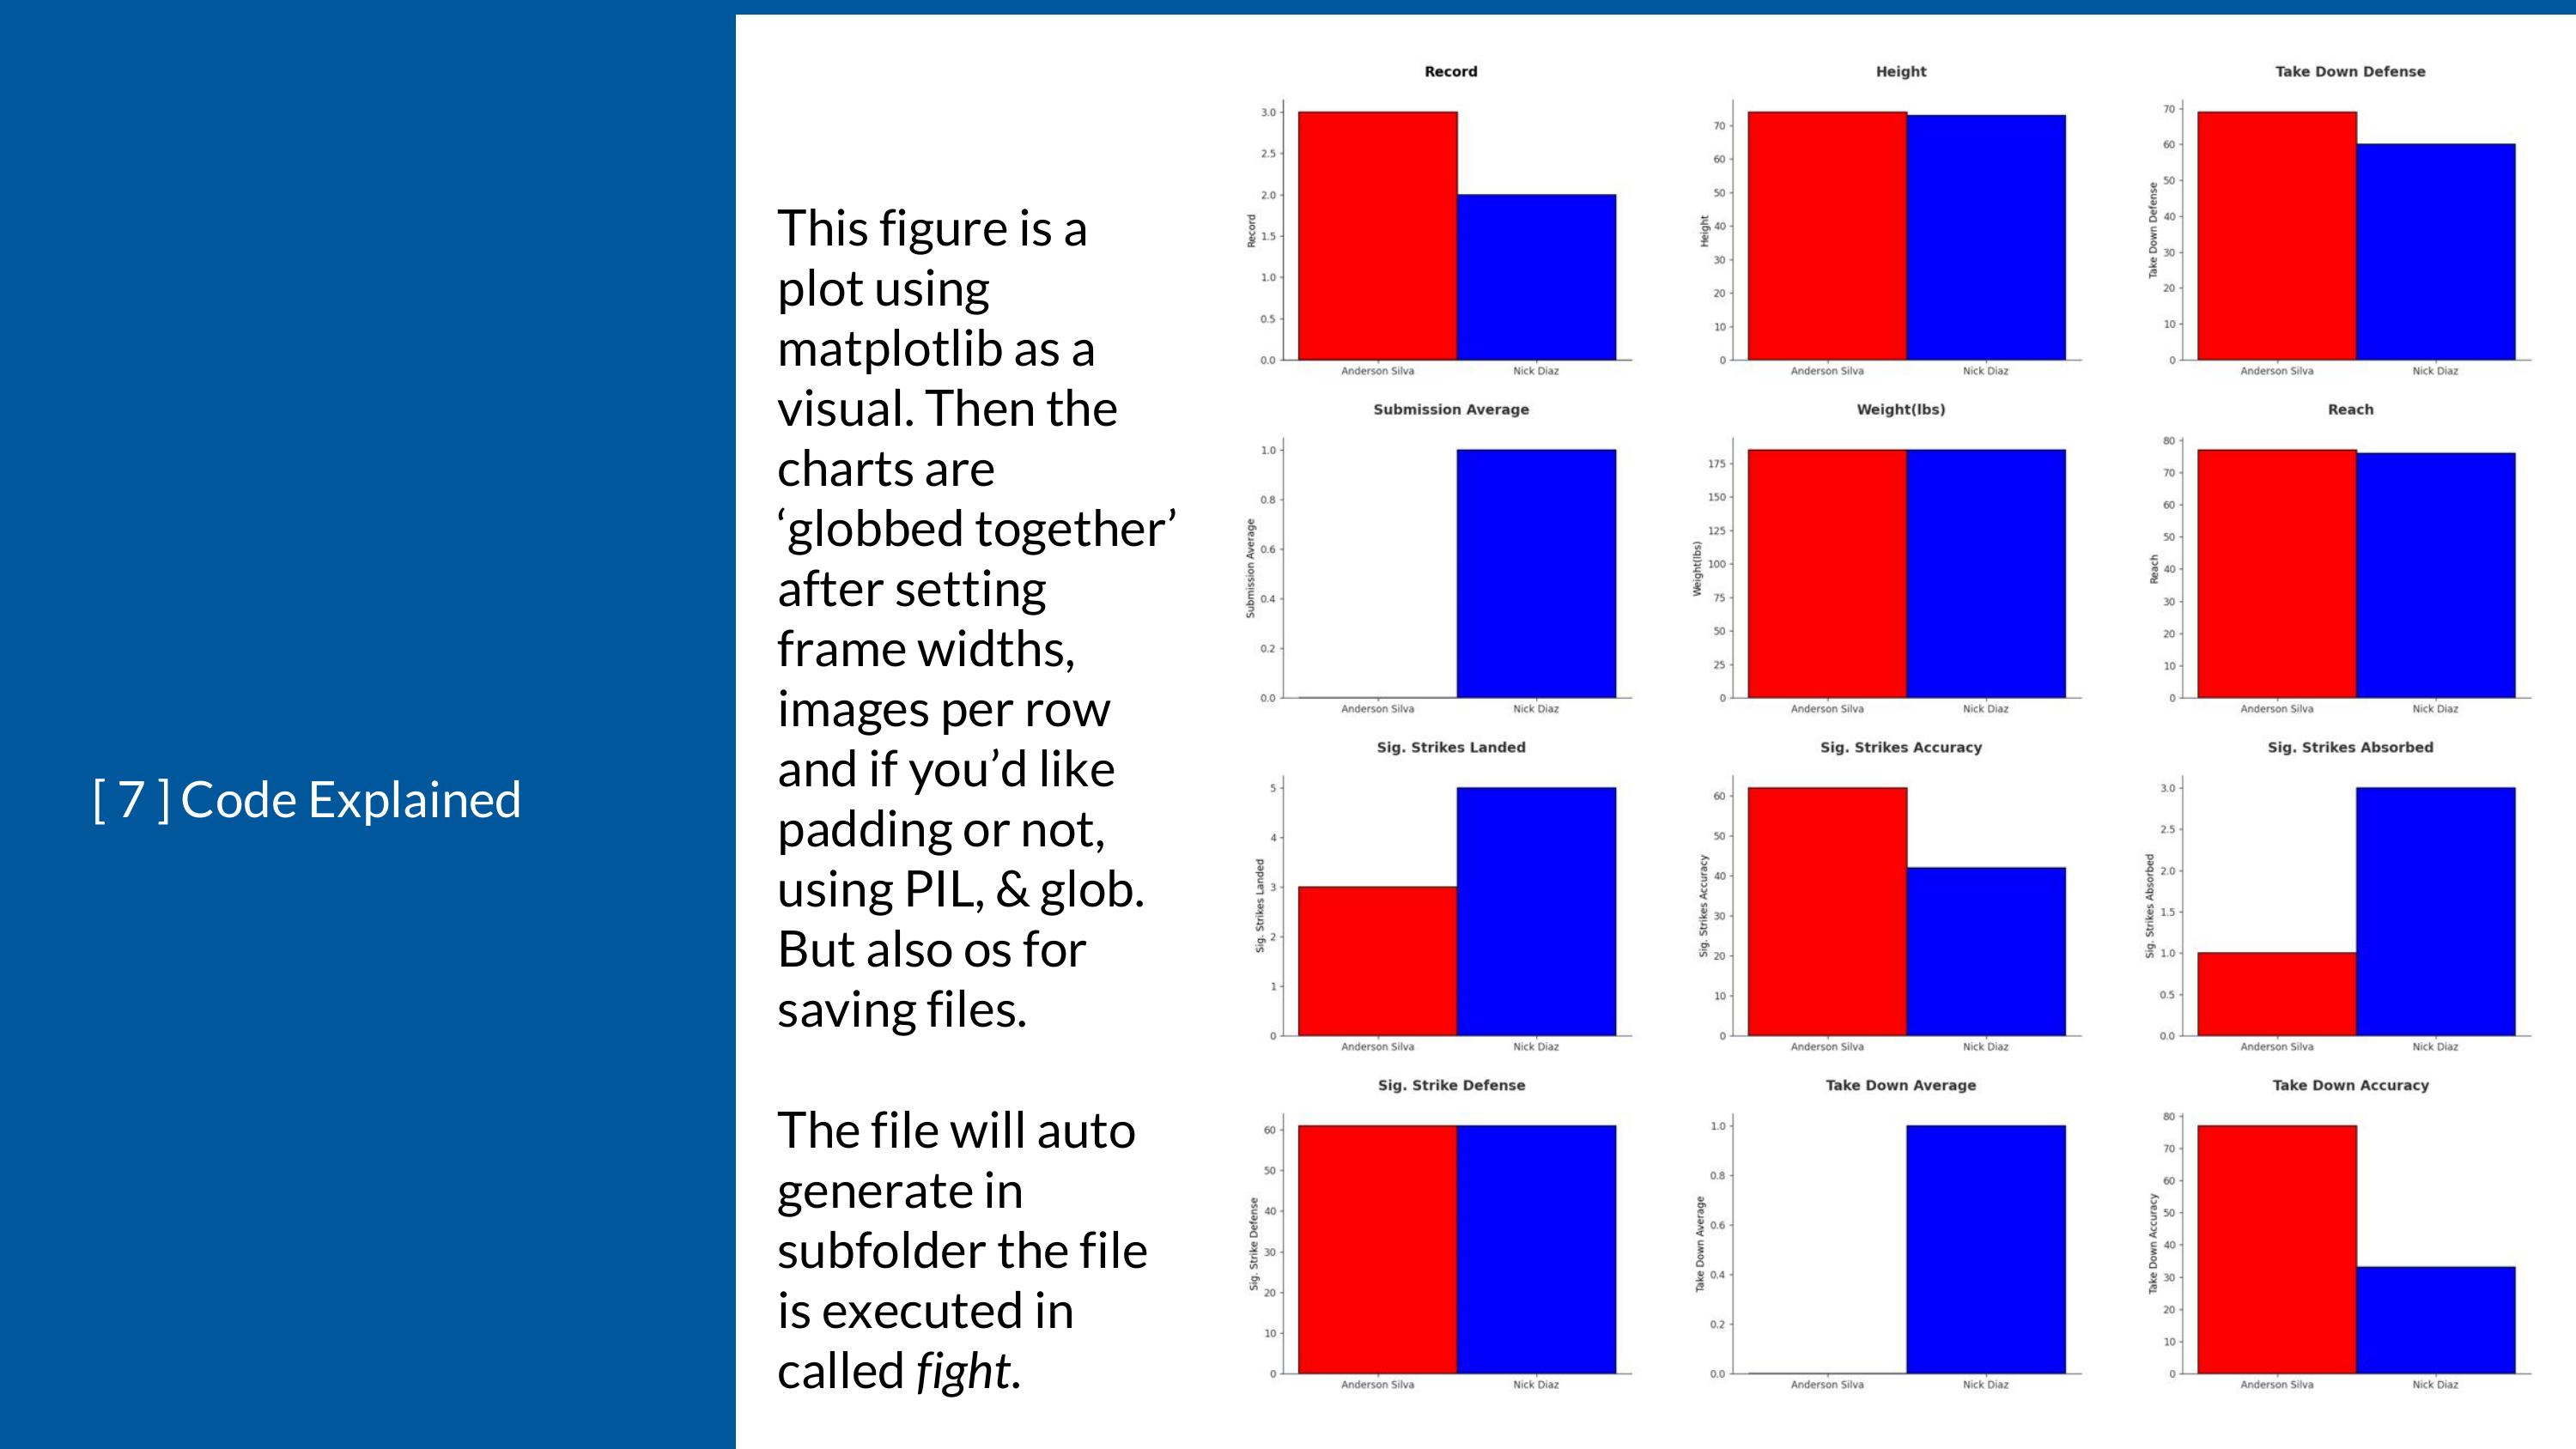 [ 7 ] Code Explained
This figure is a
plot using
matplotlib as a
visual. Then the
charts are
‘globbed together’
after setting
frame widths,
images per row
and if you’d like
padding or not,
using PIL, & glob.
But also os for
saving files.
The file will auto
generate in
subfolder the file
is executed in
called fight.
Record
Record
3.0
2.5
2.0
1.5
1.0
0.5
0.0
Anderson Silva
Nick Diaz
Height
Height
70
60
50
40
30
20
10
0
Anderson Silva
Nick Diaz
Take Down Defense
Take Down Defense
70
60
50
40
30
20
10
0
Anderson Silva
Nick Diaz
Submission Average
Submission Average
1.0
0.8
0.6
0.4
0.2
0.0
Anderson Silva
Nick Diaz
Weight(lbs)
Weight(lbs)
175
150
125
100
75
50
25
0
Anderson Silva
Nick Diaz
Reach
Reach
80
70
60
50
40
30
20
10
0
Anderson Silva
Nick Diaz
Sig. Strikes Landed
Sig. Strikes Landed
5
4
3
2
1
0
Anderson Silva
Nick Diaz
Sig. Strikes Accuracy
Sig. Strikes Accuracy
60
50
40
30
20
10
0
Anderson Silva
Nick Diaz
Sig. Strikes Absorbed
Sig. Strikes Absorbed
3.0
2.5
2.0
1.5
1.0
0.5
0.0
Anderson Silva
Nick Diaz
Sig. Strike Defense
Sig. Strike Defense
60
50
40
30
20
10
0
Anderson Silva
Nick Diaz
Take Down Average
Take Down Average
1.0
0.8
0.6
0.4
0.2
0.0
Anderson Silva
Nick Diaz
Take Down Accuracy
Take Down Accuracy
80
70
60
50
40
30
20
10
0
Anderson Silva
Nick Diaz